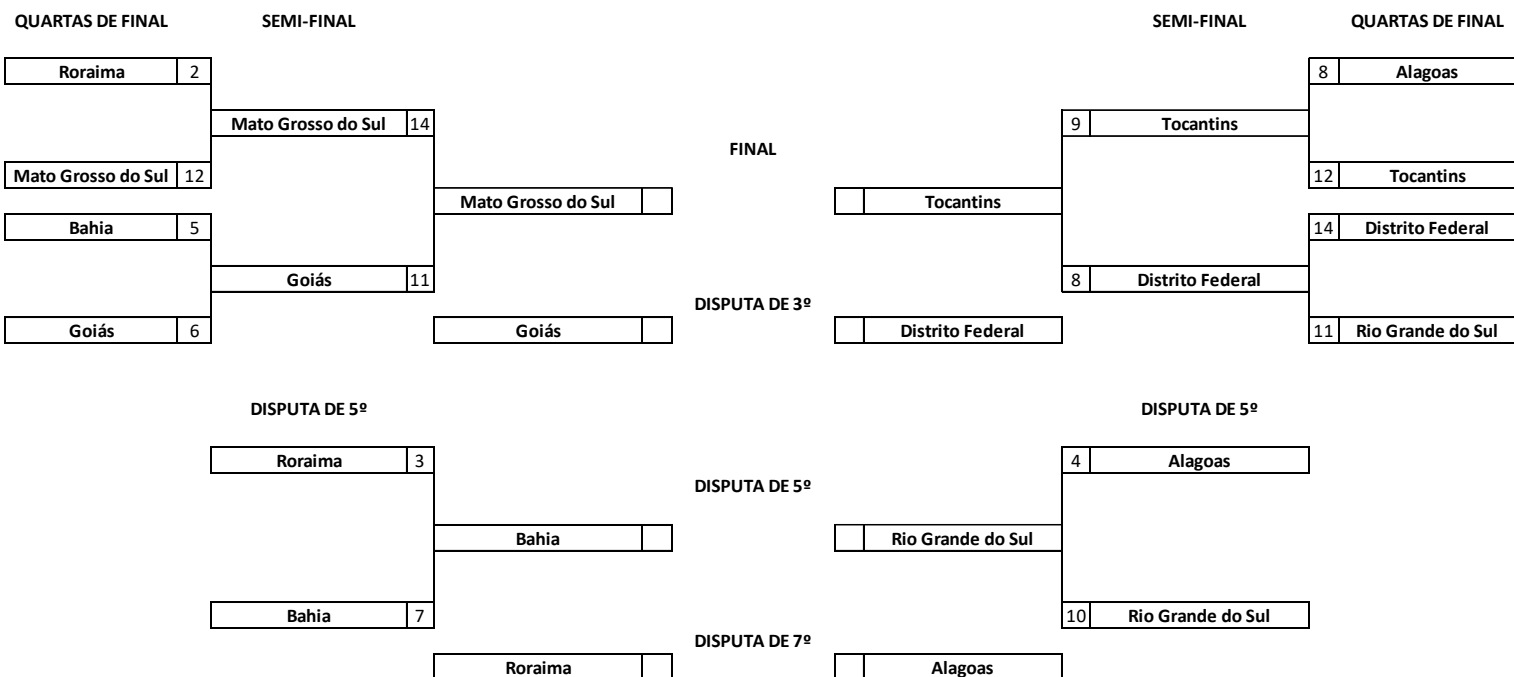 QUARTAS DE FINAL SEMI-FINAL SEMI-FINAL QUARTAS DE FINAL
Roraima 2 8 Alagoas
Mato Grosso do Sul 14 9 Tocantins
FINAL
Mato Grosso do Sul 12 12 Tocantins
Mato Grosso do Sul Tocantins
Bahia 5 14 Distrito Federal
Goiás 11 8 Distrito Federal
DISPUTA DE 3º
Goiás 6 Goiás Distrito Federal 11 Rio Grande do Sul
DISPUTA DE 5º DISPUTA DE 5º
Roraima 3 4 Alagoas
DISPUTA DE 5º
Bahia Rio Grande do Sul
Bahia 7 10 Rio Grande do Sul
DISPUTA DE 7º
Roraima Alagoas